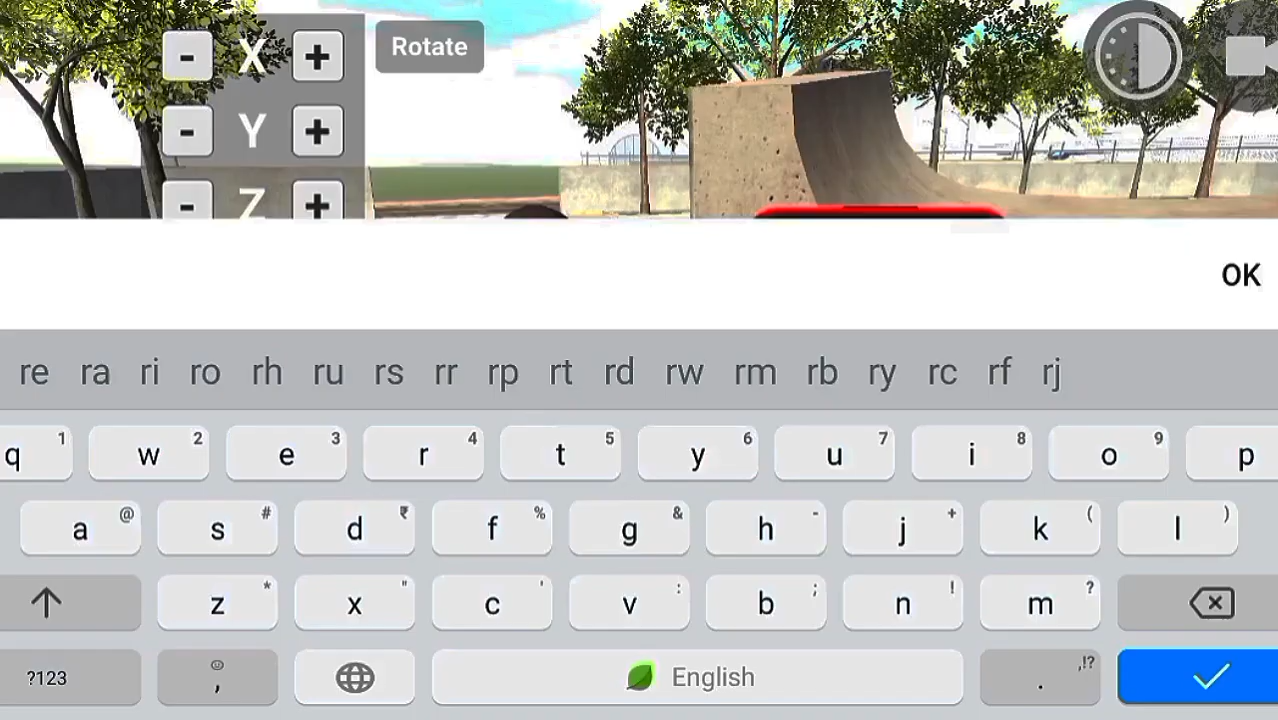 - X + Rotate
- Y +
- Z +
OK
re ra ri ro rh ru rs rr rp rt rd rw rm rb ry rc rf rj
q 1 w 2 e 3 r 4 t 5 y 6 u 7 i 8 o 9 p
a @ s # d ₹ f % g & h - j + k ( l )
z * x " c ' v : b ; n ! m ?
?123 , English . ,!?